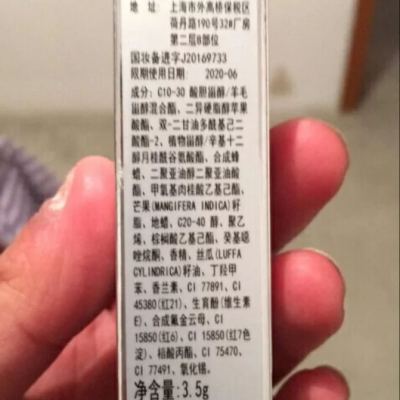 地 址: 上海市外高桥保税区
荷丹路190号32#厂房
第二层B部位
国妆备进字J20169733
限期使用日期: 2020-06
成分: C10-30 酸胆甾醇/羊毛
甾醇混合酯、二异硬脂醇苹果
酸酯、双-二甘油多酰基己二
酸酯-2、植物甾醇/辛基十二
醇月桂酰谷氨酸酯、合成蜂
蜡、二聚亚油醇二聚亚油酸
酯、甲氧基肉桂酸乙基己酯、
芒果(MANGIFERA INDICA)籽
脂、地蜡、C20-40 醇、聚乙
烯、棕榈酸乙基己酯、癸基噁
唑烷酮、香精、丝瓜(LUFFA
CYLINDRICA)籽油、丁羟甲
苯、香兰素、CI 77891、CI
45380(红21)、生育酚(维生素
E)、合成氟金云母、CI
15850(红6)、CI 15850(红7色
淀)、棓酸丙酯、CI 75470、
CI 77491、氧化锡。
净含量: 3.5g